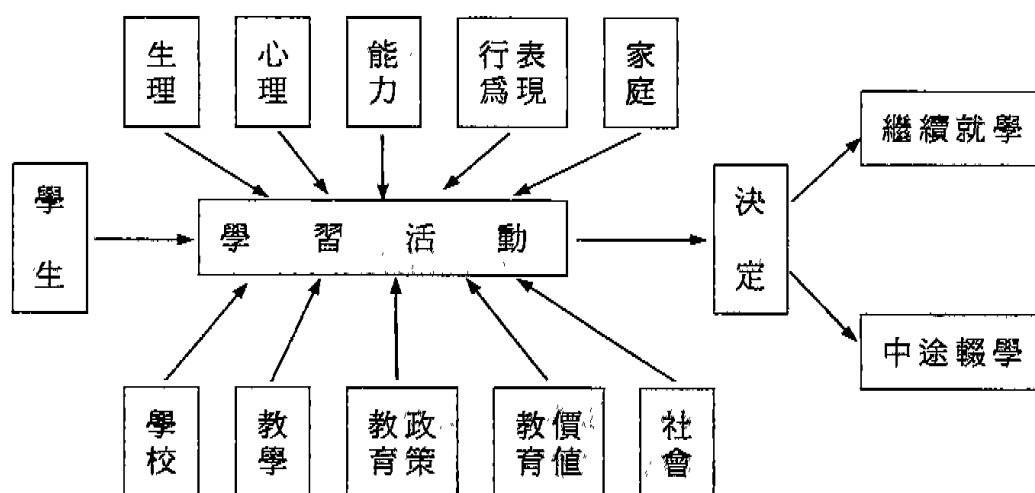 生理
心理
能力
行爲表現
家庭
學生
學習活動
決定
繼續就學
中途輟學
學校
教學
教育政策
教育價值
社會